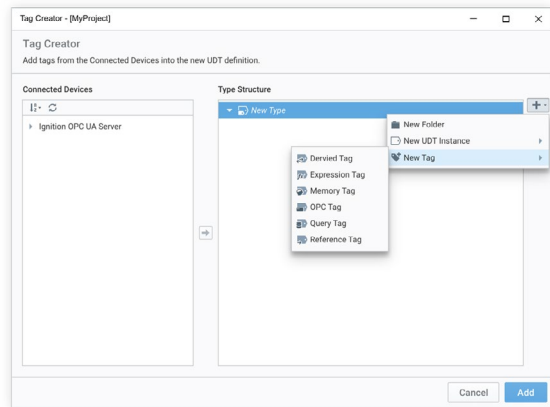 Tag Creator - [MyProject]
Tag Creator
Add tags from the Connected Devices into the new UDT definition.
Connected Devices
Type Structure
Ignition OPC UA Server
New Type
New Folder
New UDT Instance
New Tag
Dervied Tag
Expression Tag
Memory Tag
OPC Tag
Query Tag
Reference Tag
Cancel
Add